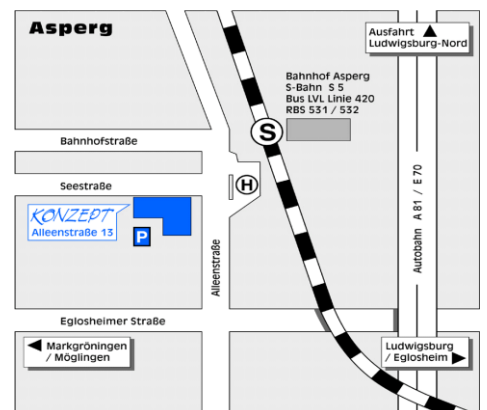 Asperg
Ausfahrt
Ludwigsburg-Nord
Bahnhof Asperg
S-Bahn S 5
Bus LVL Linie 420
RBS 531 / 532
S
Bahnhofstraße
Seestraße
H
KONZEPT
Alleenstraße 13
P
Alleenstraße
Autobahn A 81 / E 70
Eglosheimer Straße
Markgröningen
/ Möglingen
Ludwigsburg
/ Eglosheim